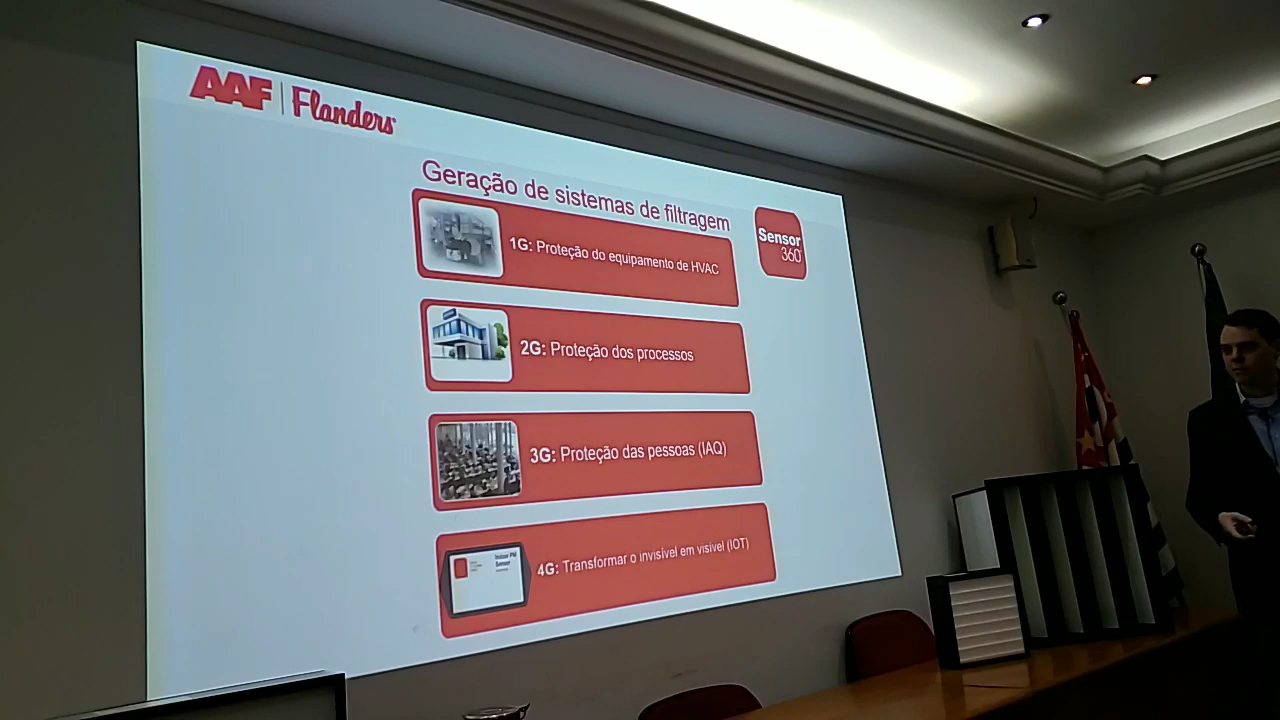 AAF | Flanders
Geração de sistemas de filtragem
Sensor
360
1G: Proteção do equipamento de HVAC
2G: Proteção dos processos
3G: Proteção das pessoas (IAQ)
Indoor PM
Sensor
4G: Transformar o invisível em visível (IOT)